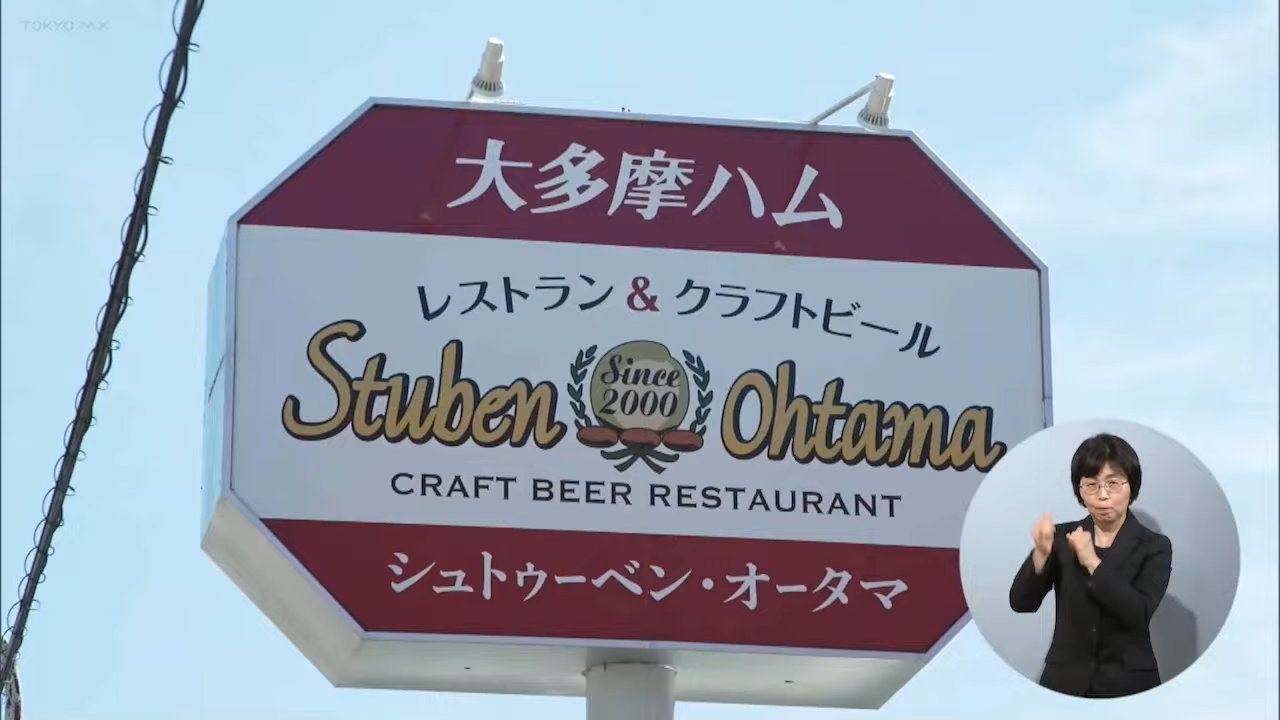 TOKYO MX
大多摩ハム
レストラン & クラフトビール
Stuben Since 2000 Ohtama
CRAFT BEER RESTAURANT
シュトゥーベン・オータマ